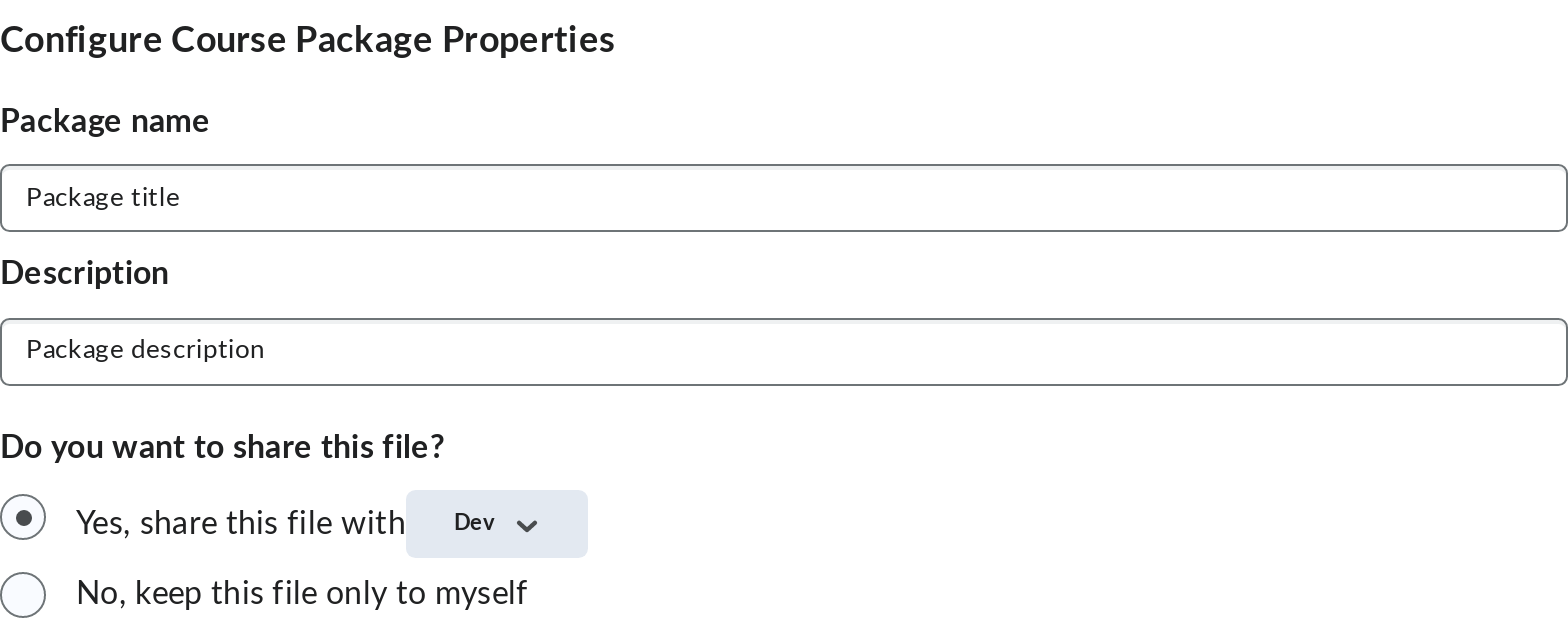 Configure Course Package Properties
Package name
Package title
Description
Package description
Do you want to share this file?
Yes, share this file with Dev
No, keep this file only to myself